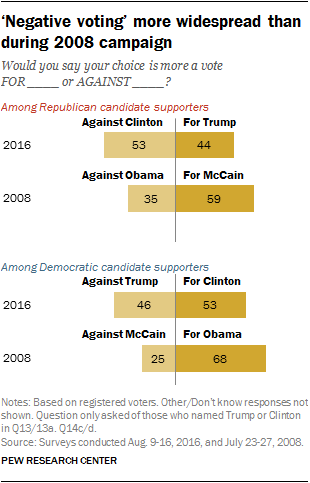 ‘Negative voting’ more widespread than
during 2008 campaign
Would you say your choice is more a vote
FOR ____ or AGAINST ____?
Among Republican candidate supporters
Against Clinton For Trump
2016 53 44
Against Obama For McCain
2008 35 59
Among Democratic candidate supporters
Against Trump For Clinton
2016 46 53
Against McCain For Obama
2008 25 68
Notes: Based on registered voters. Other/Don’t know responses not
shown. Question only asked of those who named Trump or Clinton
in Q13/13a. Q14c/d.
Source: Surveys conducted Aug. 9-16, 2016, and July 23-27, 2008.
PEW RESEARCH CENTER